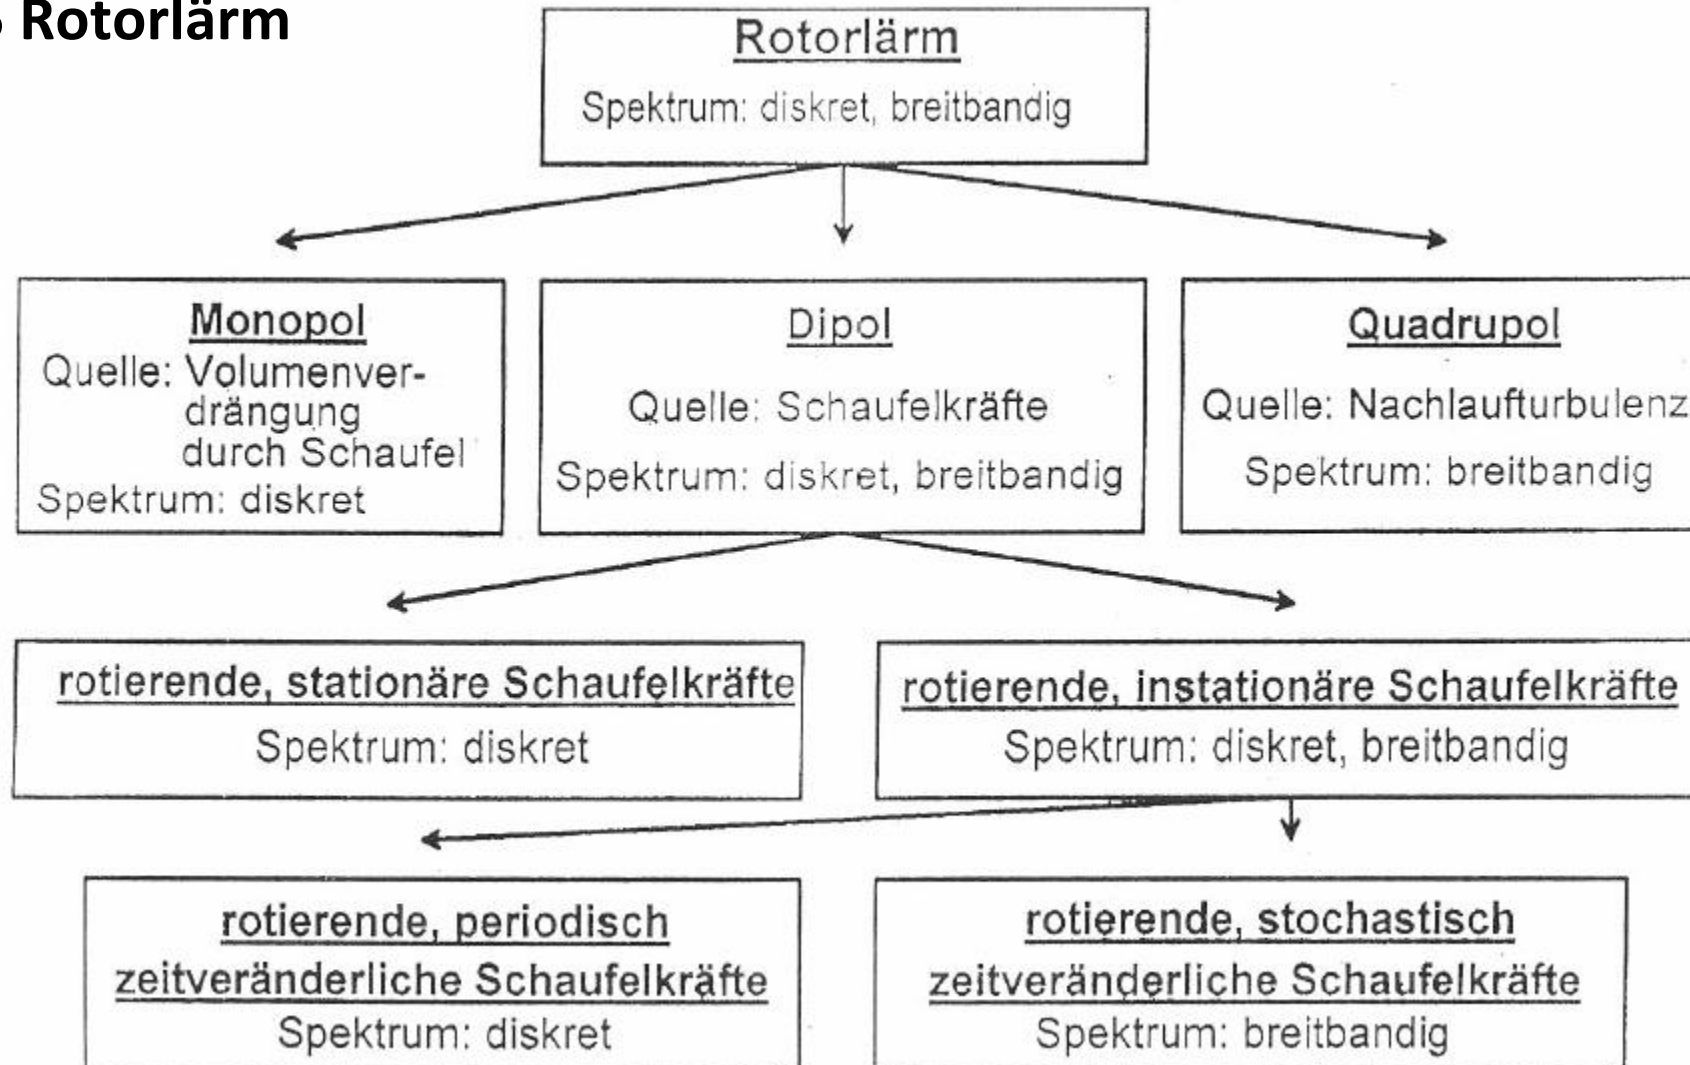 Rotorlärm
Rotorlärm
Spektrum: diskret, breitbandig
Monopol
Quelle: Volumenver-
drängung
durch Schaufel
Spektrum: diskret
Dipol
Quelle: Schaufelkräfte
Spektrum: diskret, breitbandig
Quadrupol
Quelle: Nachlaufturbulenz
Spektrum: breitbandig
rotierende, stationäre Schaufelkräfte
Spektrum: diskret
rotierende, instationäre Schaufelkräfte
Spektrum: diskret, breitbandig
rotierende, periodisch
zeitveränderliche Schaufelkräfte
Spektrum: diskret
rotierende, stochastisch
zeitveränderliche Schaufelkräfte
Spektrum: breitbandig